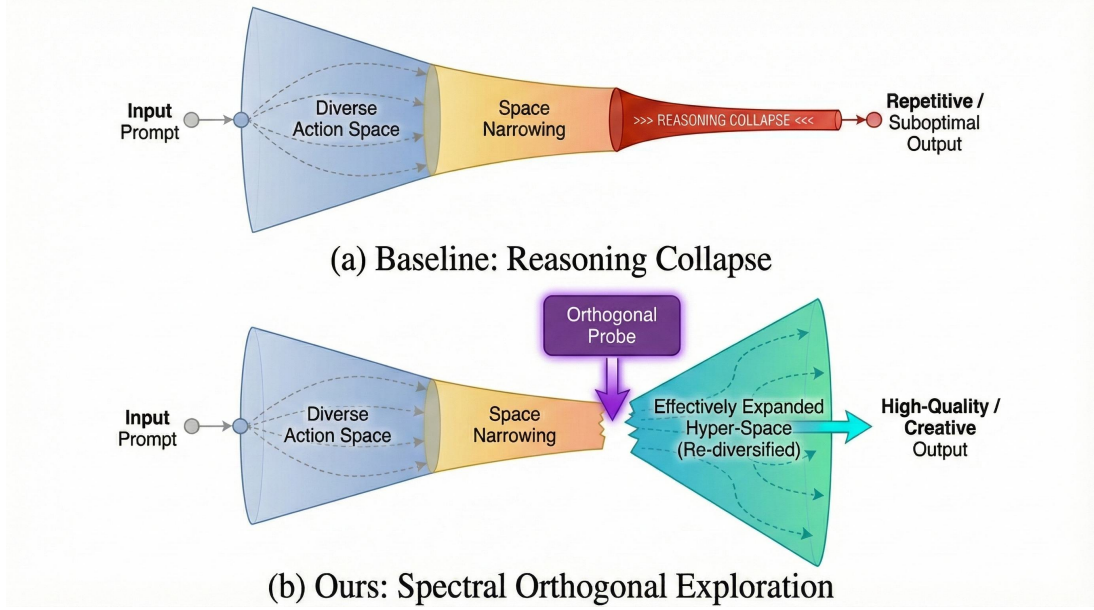 Input
Prompt
Diverse
Action Space
Space
Narrowing
>>> REASONING COLLAPSE <<<
Repetitive /
Suboptimal
Output
(a) Baseline: Reasoning Collapse
Orthogonal
Probe
Input
Prompt
Diverse
Action Space
Space
Narrowing
Effectively Expanded
Hyper-Space
(Re-diversified)
High-Quality /
Creative
Output
(b) Ours: Spectral Orthogonal Exploration